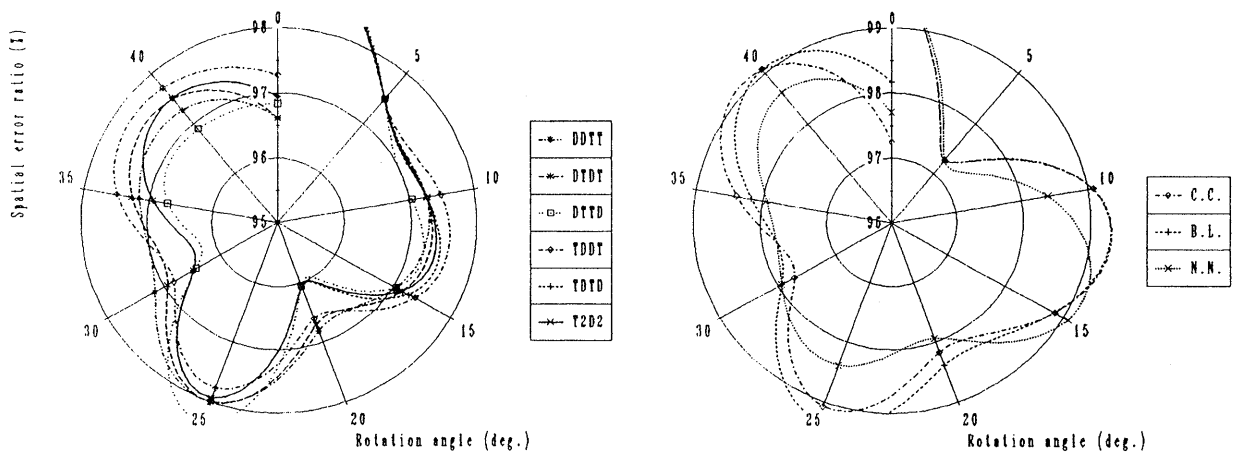 Spatial error ratio (%)
98
97
96
95
0
5
10
15
20
25
30
35
40
Rotation angle (deg.)
DDTT
DTDT
DTTD
TDDT
TDTD
T2D2
99
98
97
96
0
5
10
15
20
25
30
35
40
Rotation angle (deg.)
C.C.
B.L.
N.N.